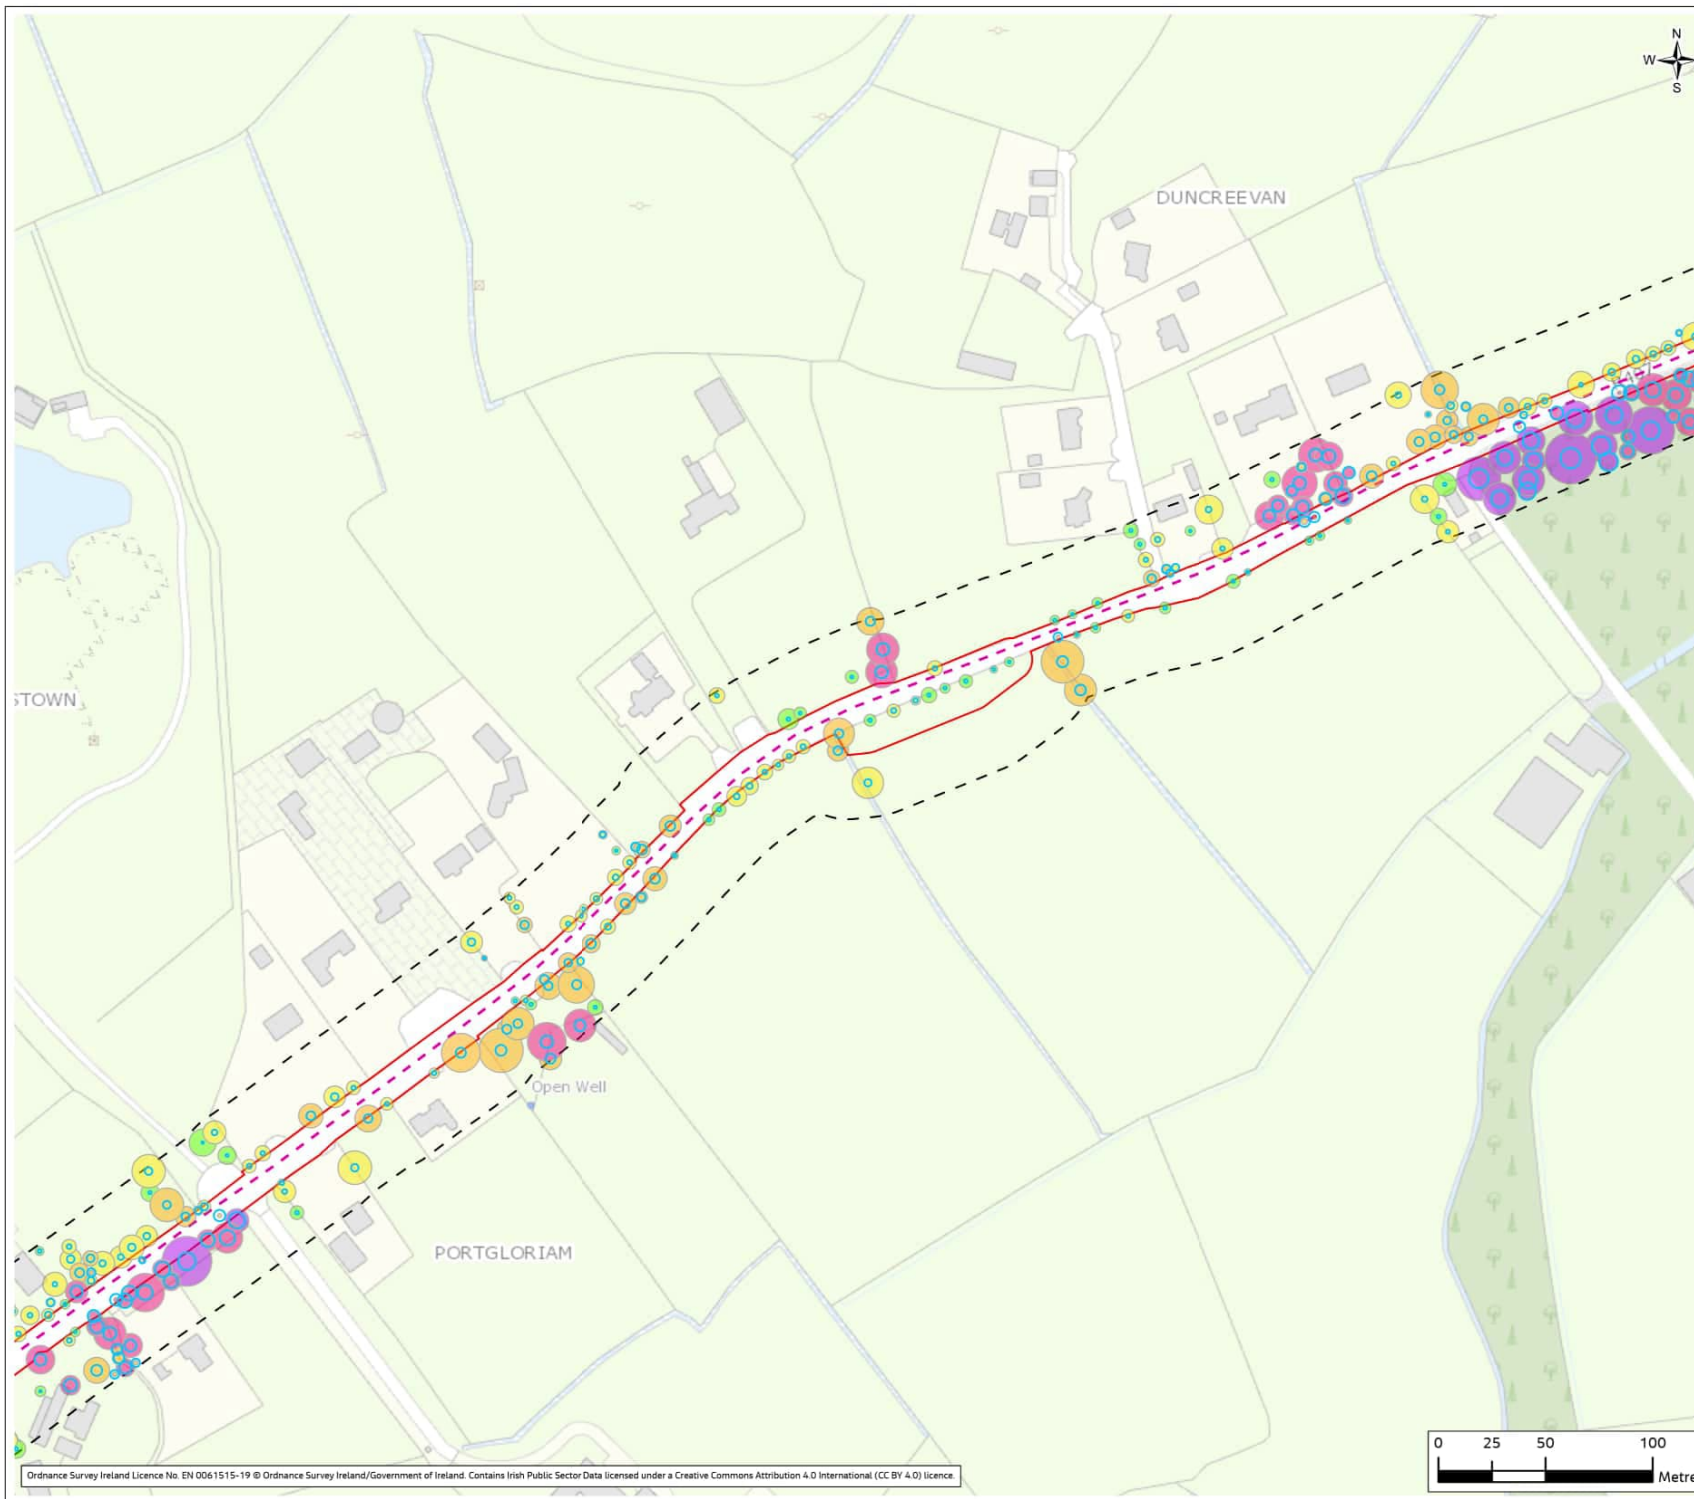 N
W
S
DUNCREEVAN
STOWN
Open Well
PORTGLORIAM
0 25 50 100
Metre
Ordnance Survey Ireland Licence No. EN 0061515-19 © Ordnance Survey Ireland/Government of Ireland. Contains Irish Public Sector Data licensed under a Creative Commons Attribution 4.0 International (CC BY 4.0) licence.